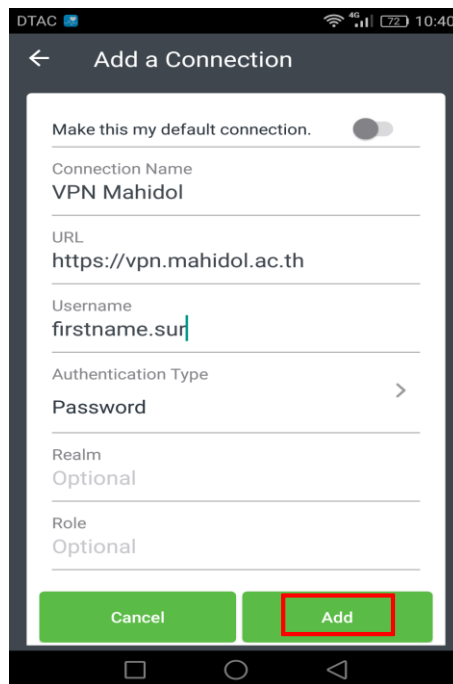 DTAC 4G 72 10:40
Add a Connection
Make this my default connection.
Connection Name
VPN Mahidol
URL
https://vpn.mahidol.ac.th
Username
firstname.sur
Authentication Type
Password
Realm
Optional
Role
Optional
Cancel Add